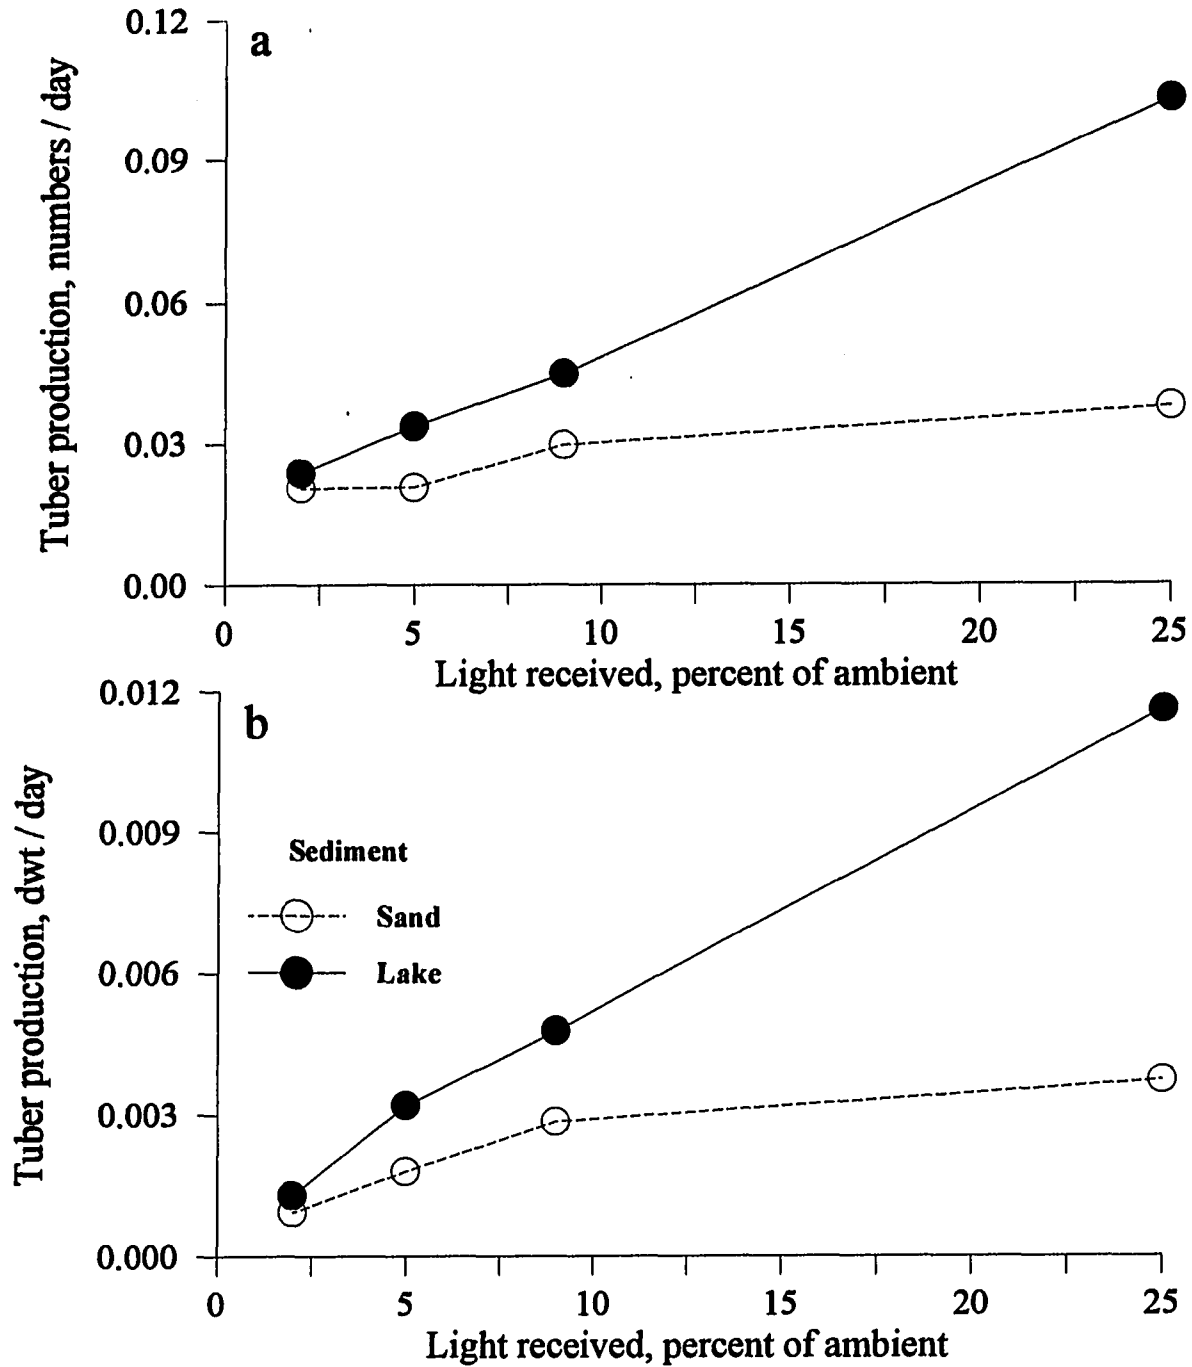 a
Tuber production, numbers / day
0.12
0.09
0.06
0.03
0.00
0 5 10 15 20 25
Light received, percent of ambient
b
Tuber production, dwt / day
0.012
0.009
0.006
0.003
0.000
Sediment
Sand
Lake
0 5 10 15 20 25
Light received, percent of ambient